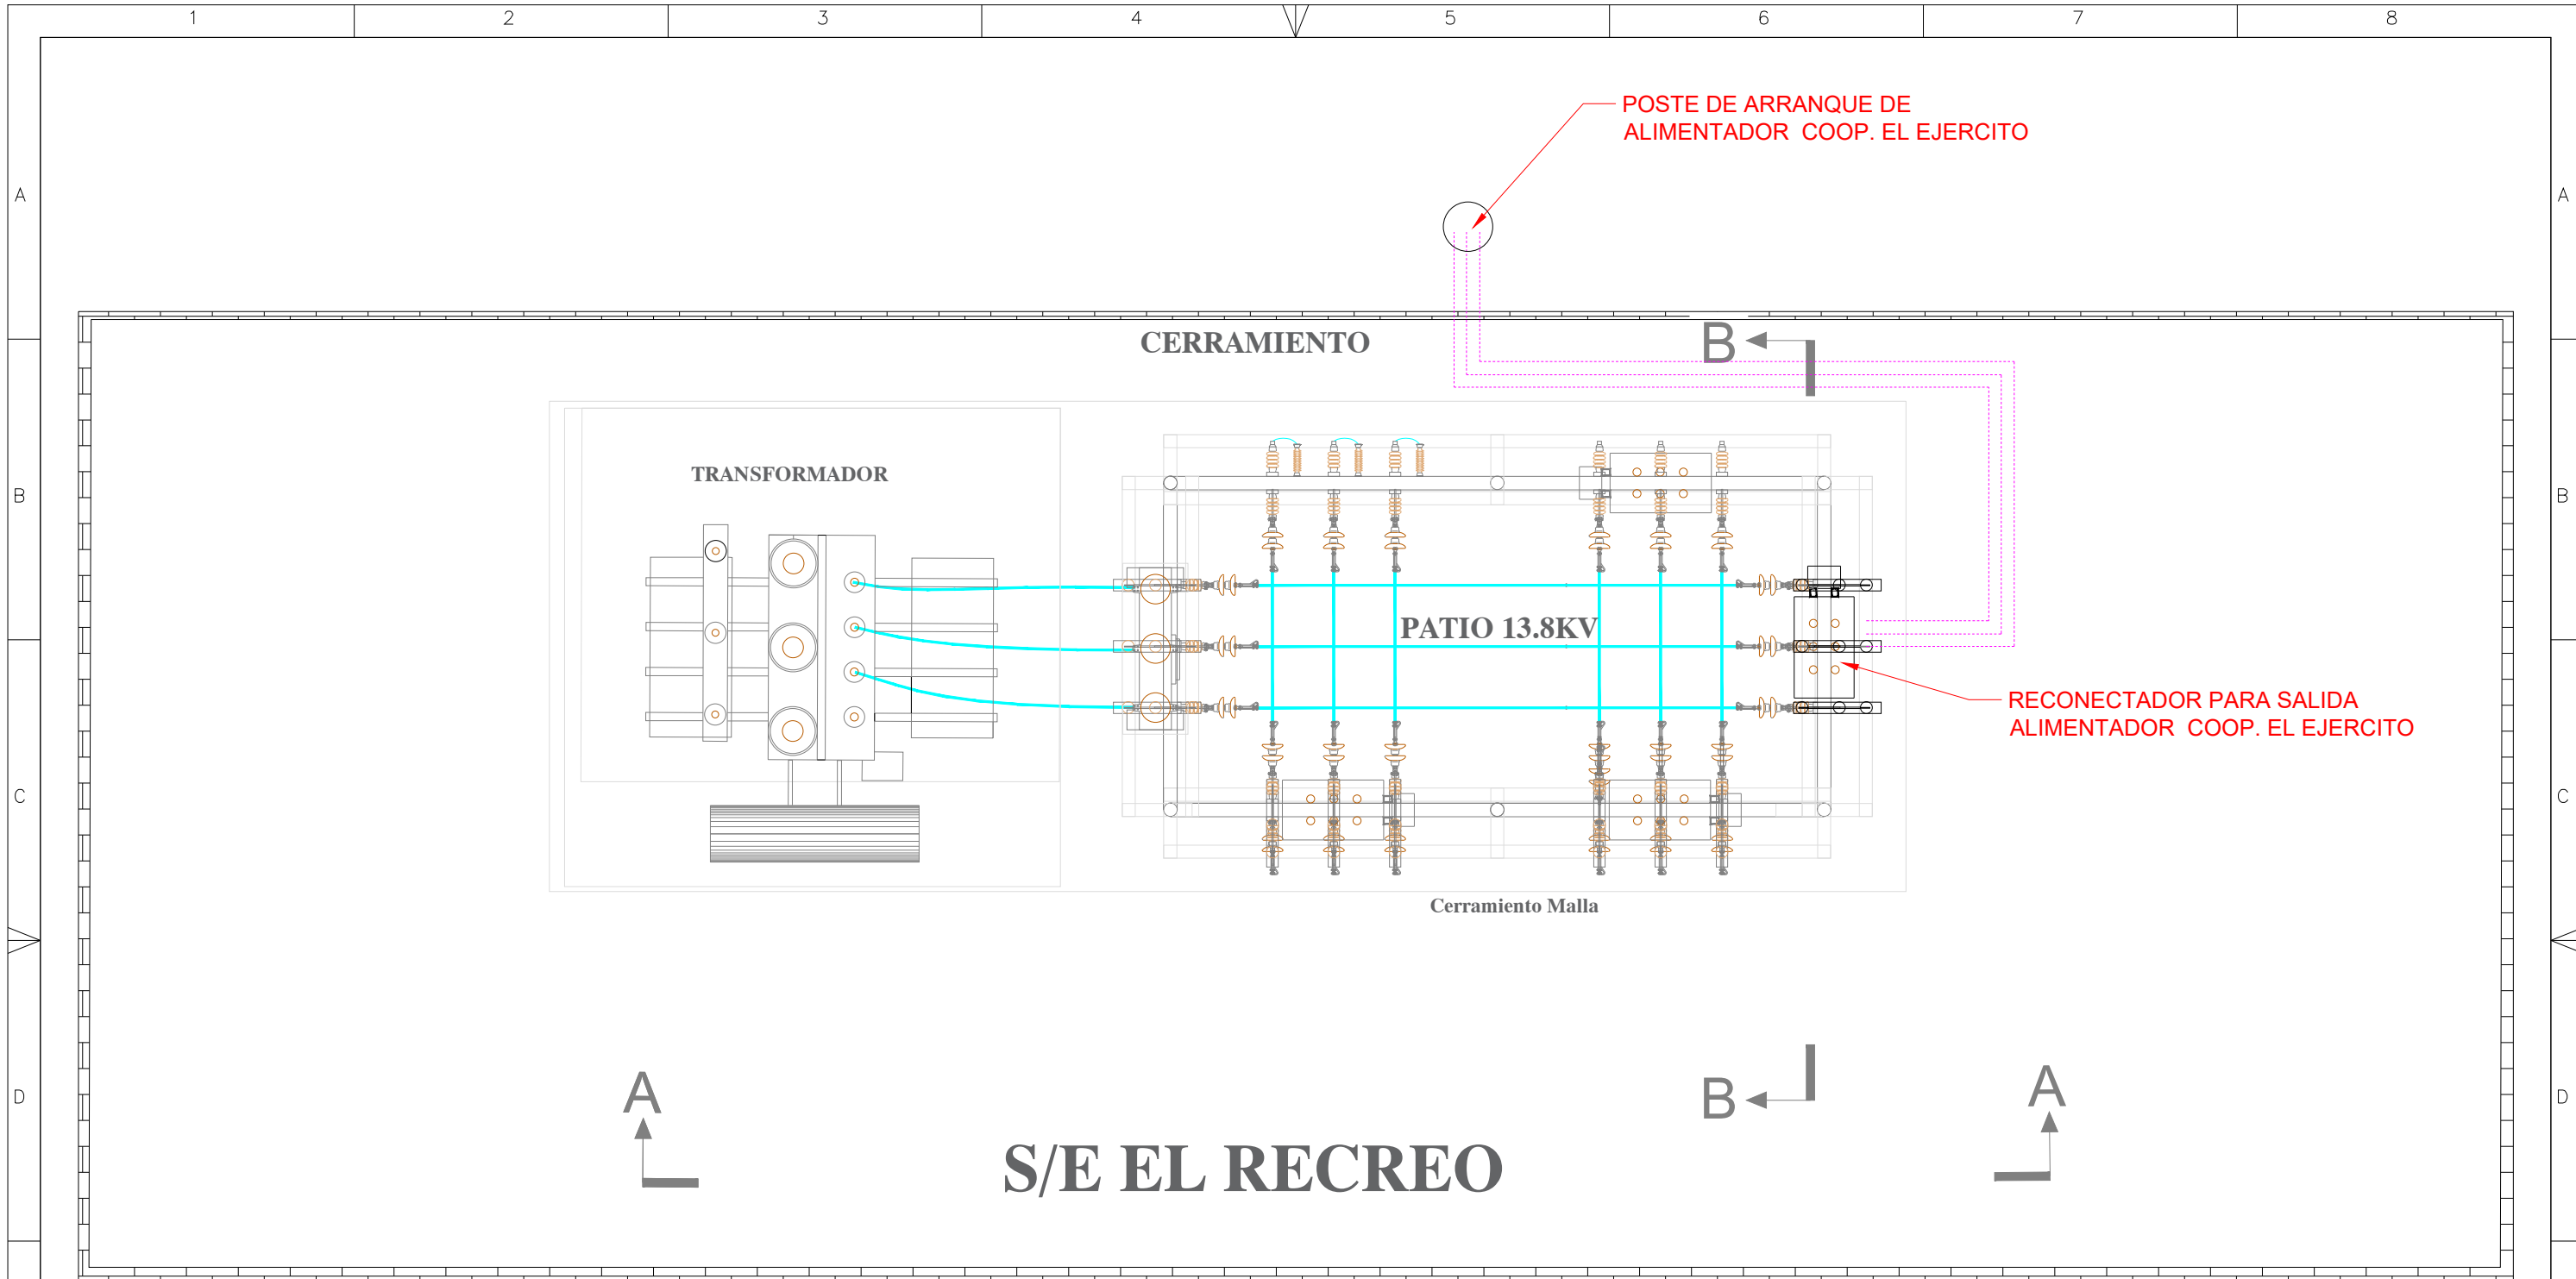 1 2 3 4 5 6 7 8
POSTE DE ARRANQUE DE
ALIMENTADOR COOP. EL EJERCITO
A A
CERRAMIENTO
B
TRANSFORMADOR
B B
PATIO 13.8KV
RECONECTADOR PARA SALIDA
ALIMENTADOR COOP. EL EJERCITO
C C
Cerramiento Malla
A B A
D D
S/E EL RECREO